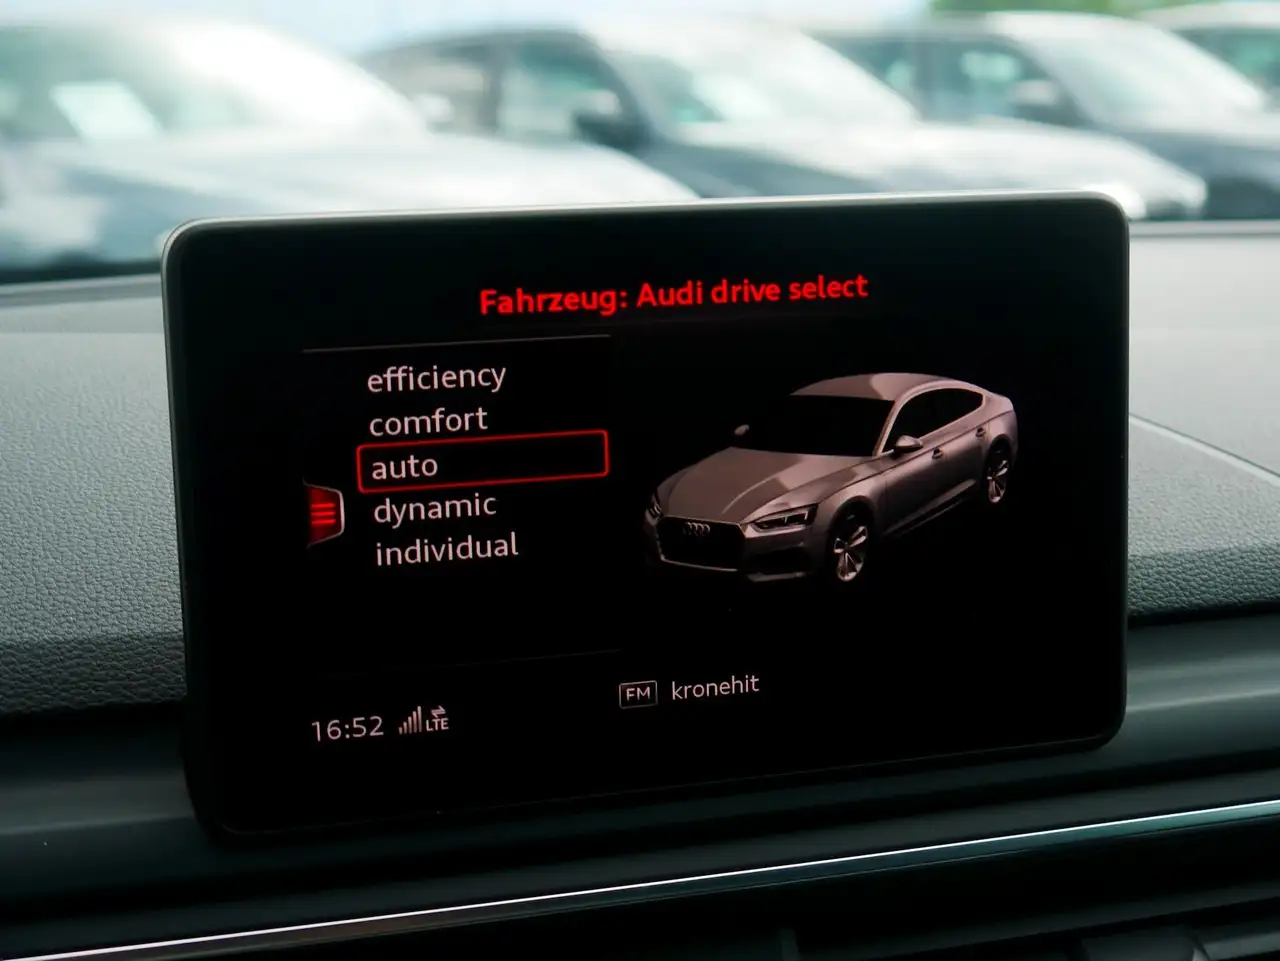 Fahrzeug: Audi drive select
efficiency
comfort
auto
dynamic
individual
FM kronehit
16:52 LTE